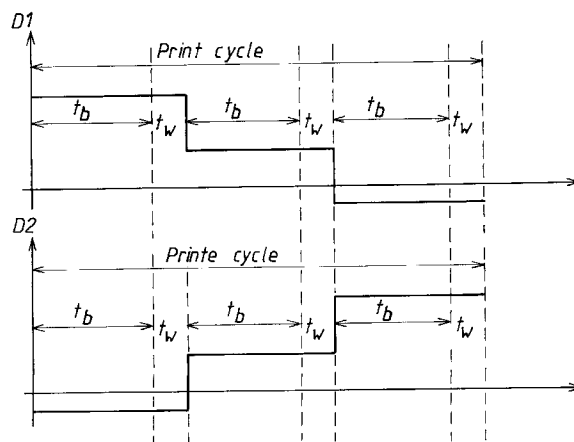 D1
Print cycle
t_b t_w t_b t_w t_b t_w
D2
Printe cycle
t_b t_w t_b t_w t_b t_w